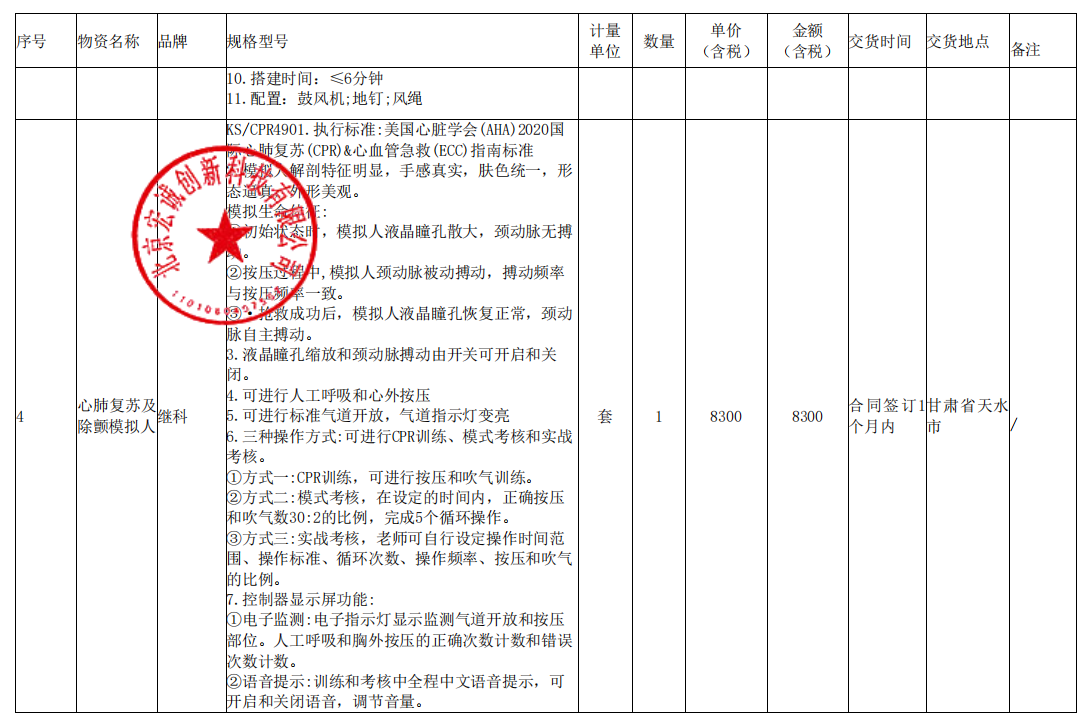 序号 物资名称 品牌 规格型号 计量单位 数量 单价（含税） 金额（含税） 交货时间 交货地点 备注
10.搭建时间：≤6分钟
11.配置：鼓风机;地钉;风绳
KS/CPR4901.执行标准:美国心脏学会(AHA)2020国
际心肺复苏(CPR)&心血管急救(ECC)指南标准
模拟人解剖特征明显，手感真实，肤色统一，形
态逼真，外形美观。
模拟生命特征:
①初始状态时，模拟人液晶瞳孔散大，颈动脉无搏
动。
②按压过程中,模拟人颈动脉被动搏动，搏动频率
与按压频率一致。
③·抢救成功后，模拟人液晶瞳孔恢复正常，颈动
脉自主搏动。
3.液晶瞳孔缩放和颈动脉搏动由开关可开启和关
闭。
4.可进行人工呼吸和心外按压
5.可进行标准气道开放，气道指示灯变亮
6.三种操作方式:可进行CPR训练、模式考核和实战
考核。
①方式一:CPR训练，可进行按压和吹气训练。
②方式二:模式考核，在设定的时间内，正确按压
和吹气数30:2的比例，完成5个循环操作。
③方式三:实战考核，老师可自行设定操作时间范
围、操作标准、循环次数、操作频率、按压和吹气
的比例。
7.控制器显示屏功能:
①电子监测:电子指示灯显示监测气道开放和按压
部位。人工呼吸和胸外按压的正确次数计数和错误
次数计数。
②语音提示:训练和考核中全程中文语音提示，可
开启和关闭语音，调节音量。
4
心肺复苏及
除颤模拟人
继科
套
1
8300
8300
合同签订1
个月内
甘肃省天水
市
/
北京宏诚创新科技有限公司